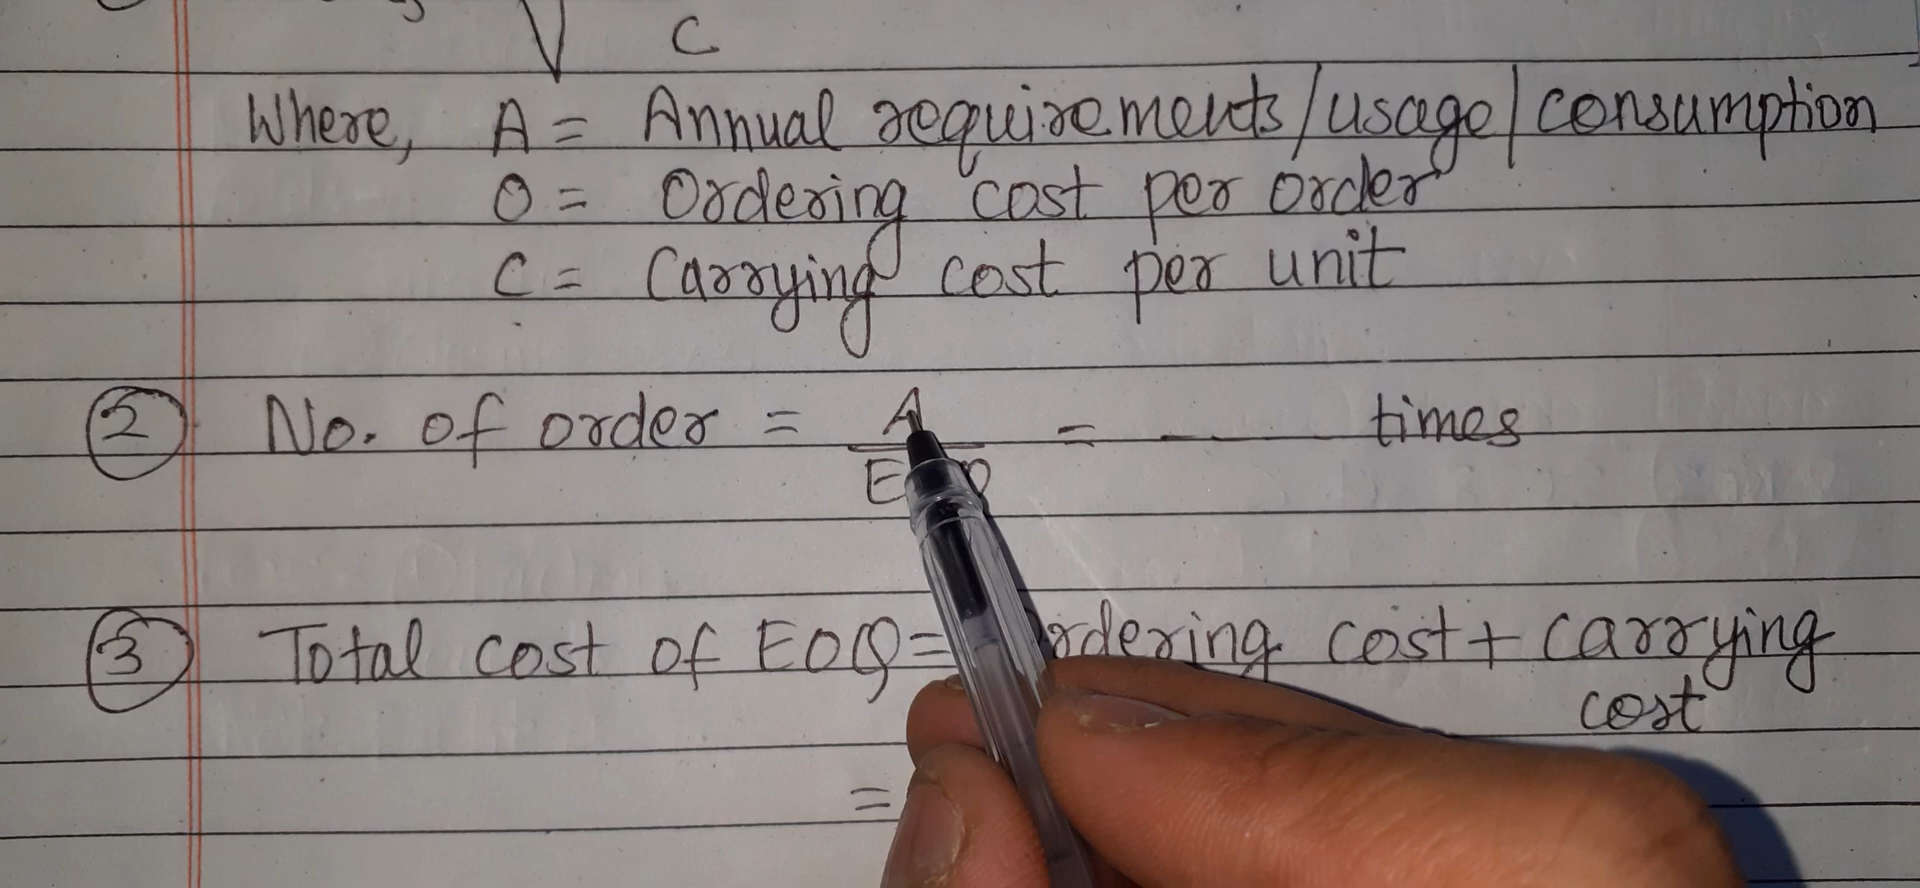 √ C
Where, A = Annual requirements/usage/consumption
O = Ordering cost per order
C = Carrying cost per unit
② No. of order = A = ------ times
③ Total cost of EOQ = Ordering cost + carrying
cost
=